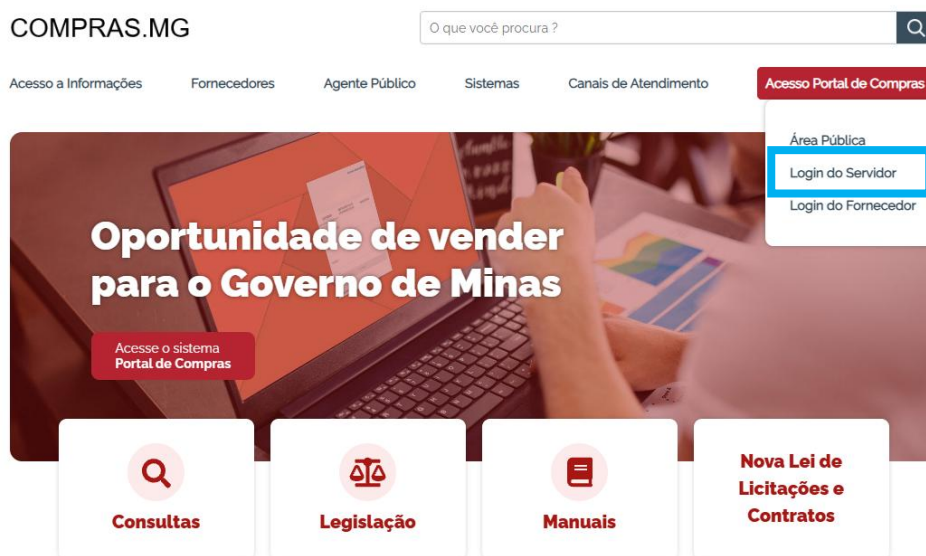 COMPRAS.MG
O que você procura ?
Acesso a Informações
Fornecedores
Agente Público
Sistemas
Canais de Atendimento
Acesso Portal de Compras
Área Pública
Login do Servidor
Login do Fornecedor
Oportunidade de vender
para o Governo de Minas
Acesse o sistema
Portal de Compras
Consultas
Legislação
Manuais
Nova Lei de
Licitações e
Contratos